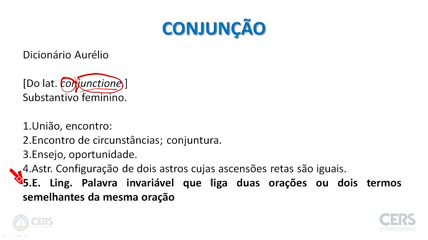 CONJUNÇÃO
Dicionário Aurélio
[Do lat. conjunctione.]
Substantivo feminino.
1.União, encontro:
2.Encontro de circunstâncias; conjuntura.
3.Ensejo, oportunidade.
4.Astr. Configuração de dois astros cujas ascensões retas são iguais.
5.E. Ling. Palavra invariável que liga duas orações ou dois termos
semelhantes da mesma oração
CERS
CERS